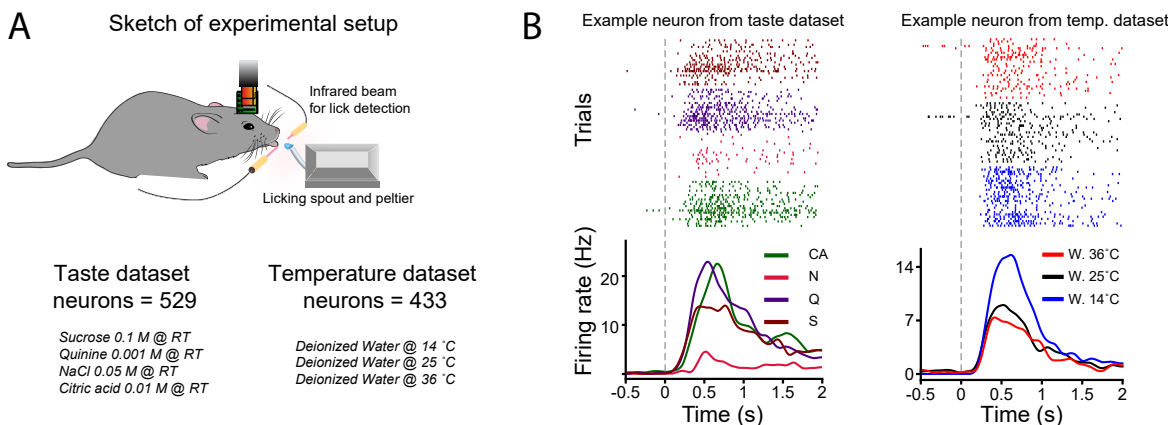 A
Sketch of experimental setup
Infrared beam
for lick detection
Licking spout and peltier
Taste dataset
neurons = 529
Sucrose 0.1 M @ RT
Quinine 0.001 M @ RT
NaCl 0.05 M @ RT
Citric acid 0.01 M @ RT
Temperature dataset
neurons = 433
Deionized Water @ 14 ˚C
Deionized Water @ 25 ˚C
Deionized Water @ 36 ˚C
B
Example neuron from taste dataset
Trials
Firing rate (Hz)
20
10
CA
N
Q
S
-0.5
0
0.5
1
1.5
2
Time (s)
Example neuron from temp. dataset
14
7
0
W. 36˚C
W. 25˚C
W. 14˚C
-0.5
0
0.5
1
1.5
2
Time (s)